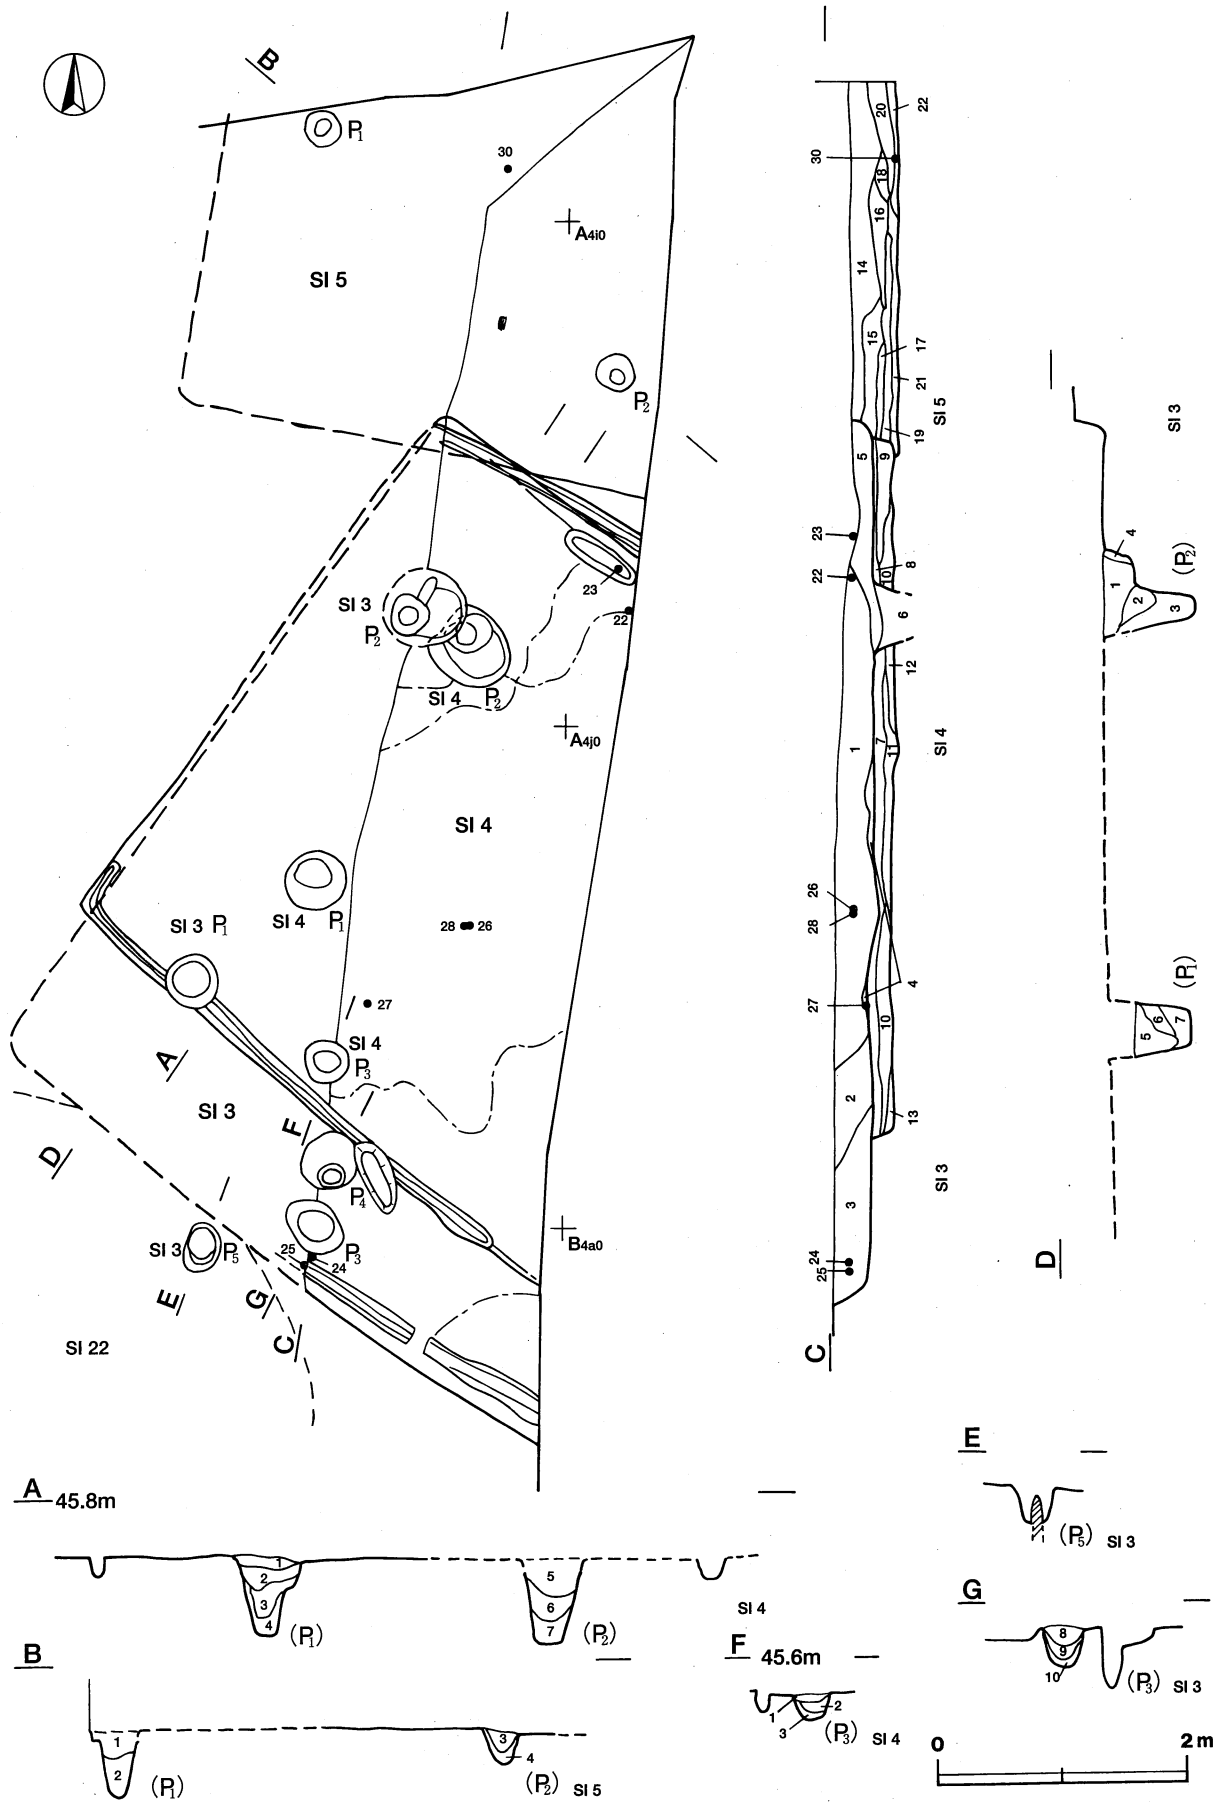 B
P1
30
A4i0
SI 5
P2
23
SI 3
P2
22
SI 4 P2
A4j0
SI 4
SI 4 P1
28 26
SI 3 P1
27
SI 4
P3
A
SI 3
F
D
P4
SI 3 P5
P3
25
24
B4a0
E
G
C
SI 22
20
22
30
18
16
14
15
17
21
19
SI 5
5
9
23
8
22
10
6
12
1
7
11
SI 4
26
28
4
27
10
2
13
3
SI 3
24
25
C
SI 3
4
1
2
3
(P2)
(P1)
5
6
7
D
A 45.8m
1
2
3
4
(P1)
5
6
7
(P2)
SI 4
B
1
2
(P1)
3
4
(P2) SI 5
F 45.6m
1
2
3
(P3) SI 4
E
(P5) SI 3
G
8
9
10
(P3) SI 3
0 2m